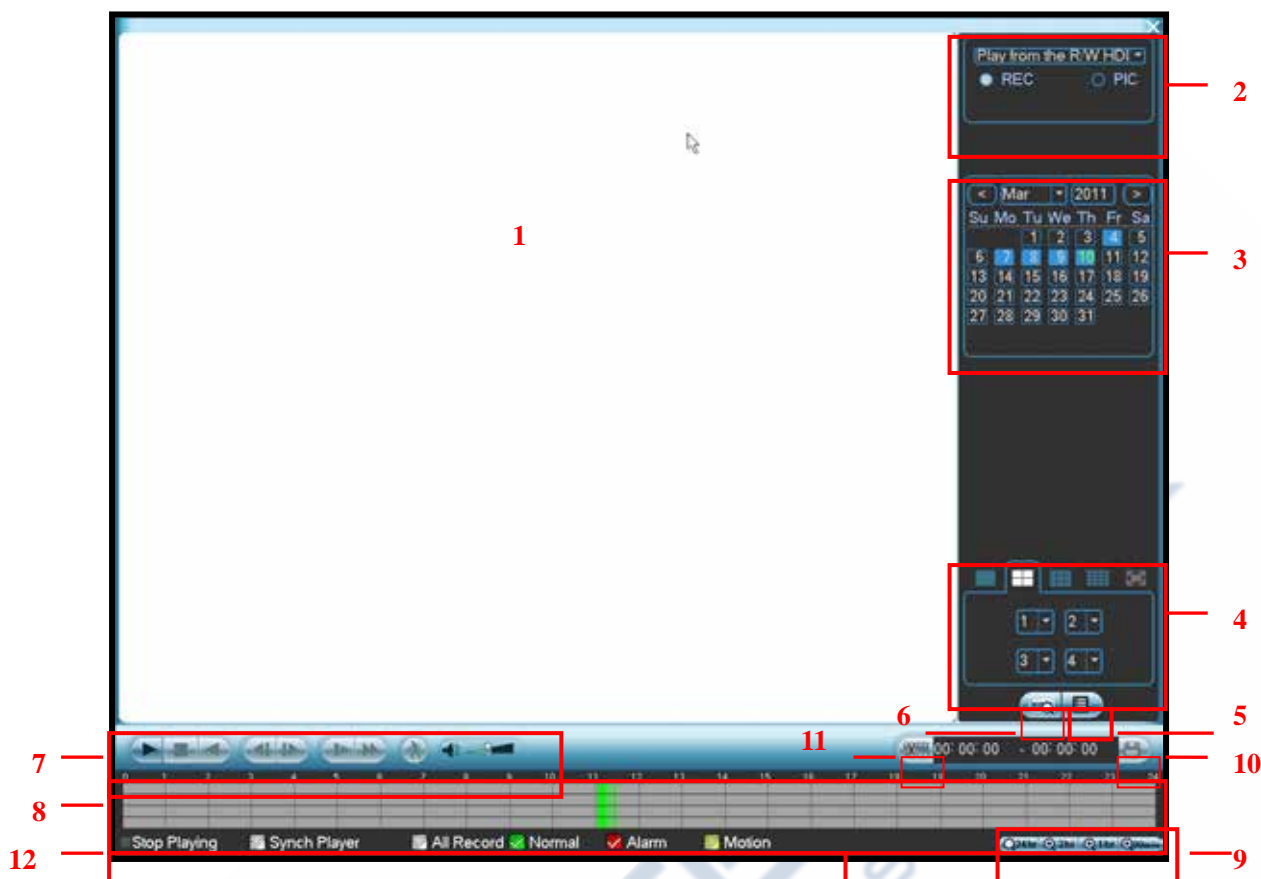 Play from the R/W HDI
REC PIC
2
< Mar 2011 >
Su Mo Tu We Th Fr Sa
1 2 3 4 5
6 7 8 9 10 11 12
13 14 15 16 17 18 19
20 21 22 23 24 25 26
27 28 29 30 31
3
1
1 2
3 4
4
6
5
11
00: 00: 00 - 00: 00: 00
10
7
0 1 2 3 4 5 6 7 8 9 10 11 12 13 14 15 16 17 18 19 20 21 22 23 24
8
Stop Playing Synch Player All Record Normal Alarm Motion
24hr 2hr 1hr 30min
12
9